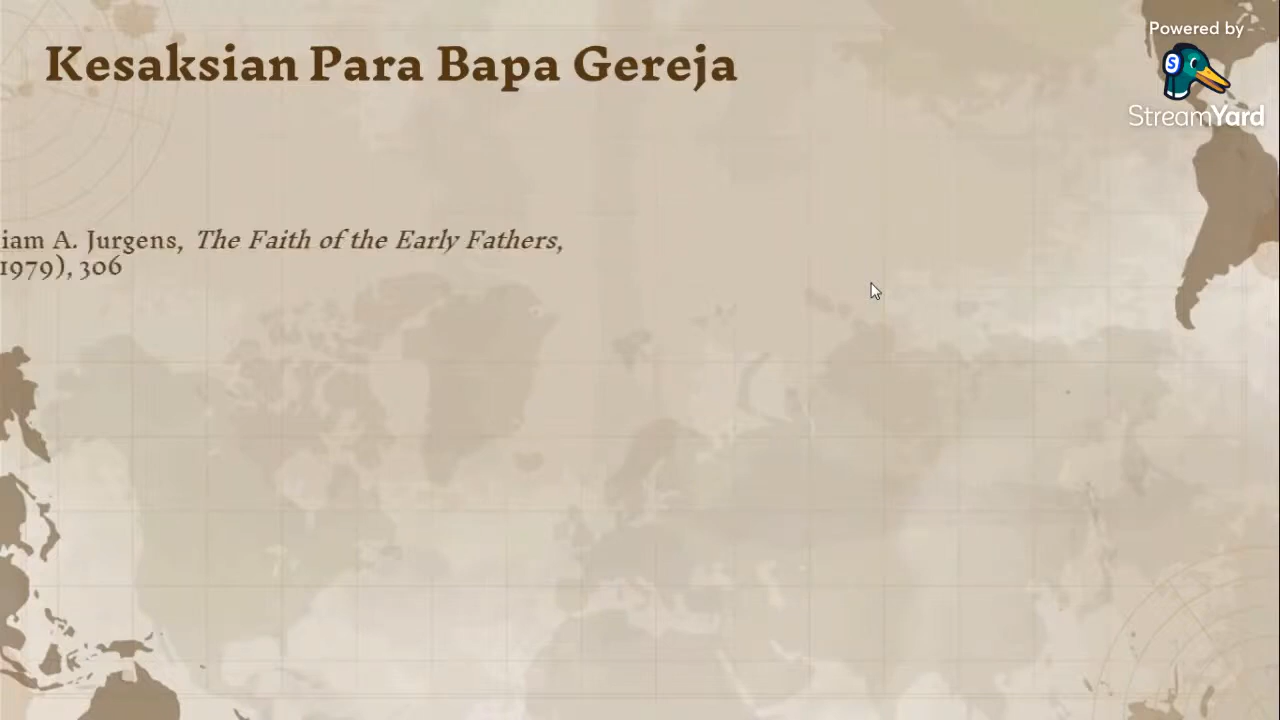 Powered by
Kesaksian Para Bapa Gereja
S
StreamYard
iam A. Jurgens, The Faith of the Early Fathers,
1979), 306